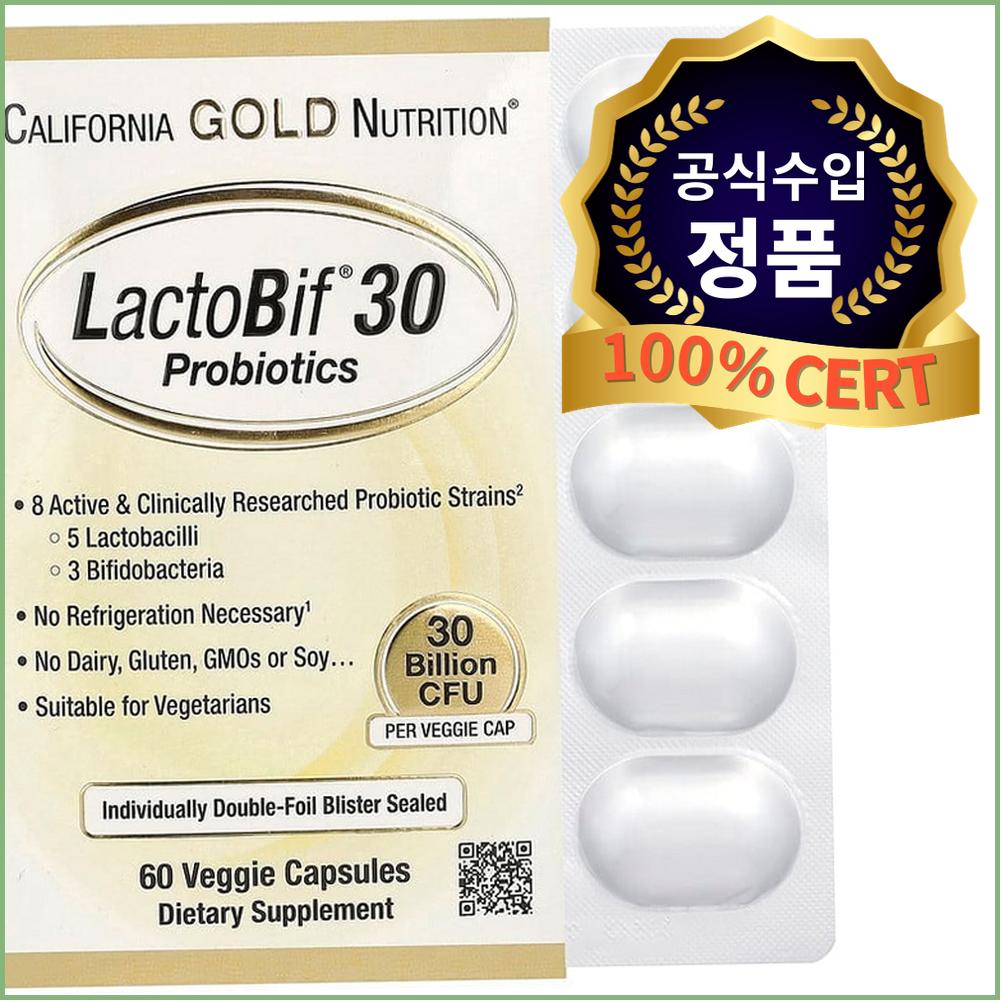 CALIFORNIA GOLD NUTRITION®
LactoBif® 30
Probiotics
• 8 Active & Clinically Researched Probiotic Strains²
○ 5 Lactobacilli
○ 3 Bifidobacteria
• No Refrigeration Necessary¹
• No Dairy, Gluten, GMOs or Soy...
• Suitable for Vegetarians
30
Billion
CFU
PER VEGGIE CAP
Individually Double-Foil Blister Sealed
60 Veggie Capsules
Dietary Supplement
공식수입
정품
100% CERT